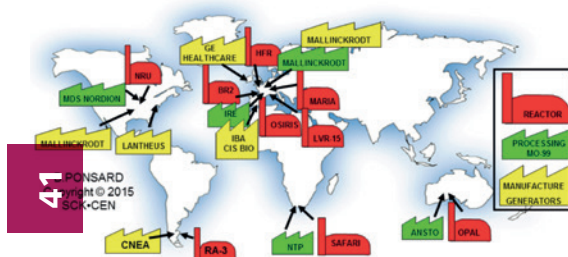 MALLINCKRODT
GE
HEALTHCARE
HFR
MALLINCKRODT
NRU
MDS NORDION
BR2
MARIA
IRE
REACTOR
MALLINCKROT
LANTHEUS
IBA
CIS BIO
OSIRIS
LVR-15
PROCESSING
MO-99
41
PONSARD
Copyright © 2015
SCK•CEN
MANUFACTURE
GENERATORS
CNEA
RA-3
NTP
SAFARI
ANSTO
OPAL